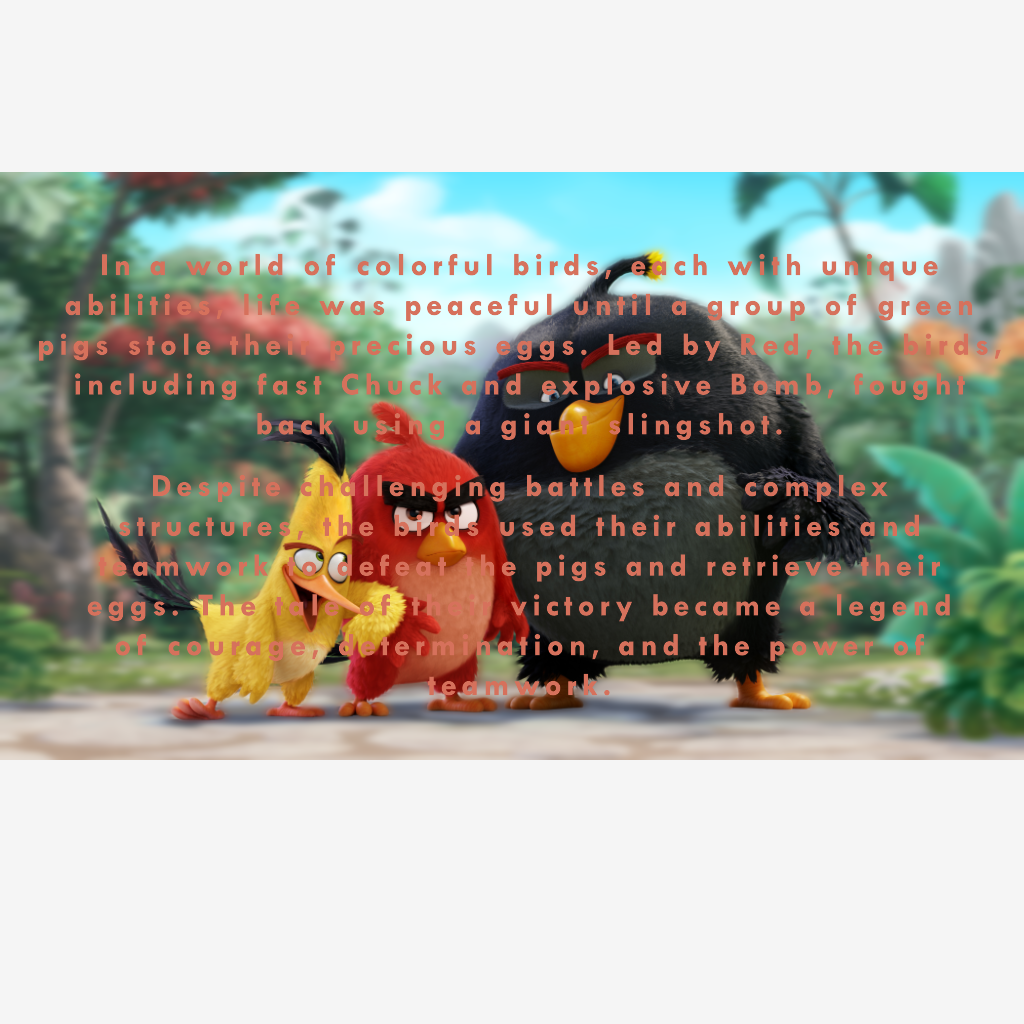 In a world of colorful birds, each with unique
abilities, life was peaceful until a group of green
pigs stole their precious eggs. Led by Red, the birds,
including fast Chuck and explosive Bomb, fought
back using a giant slingshot.
Despite challenging battles and complex
structures, the birds used their abilities and
teamwork to defeat the pigs and retrieve their
eggs. The tale of their victory became a legend
of courage, determination, and the power of
teamwork.